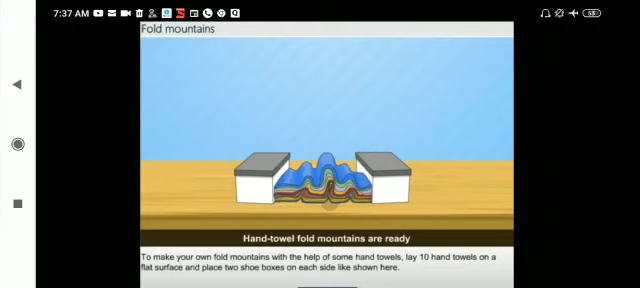 7:37 AM
53
Fold mountains
Hand-towel fold mountains are ready
To make your own fold mountains with the help of some hand towels, lay 10 hand towels on a
flat surface and place two shoe boxes on each side like shown here.